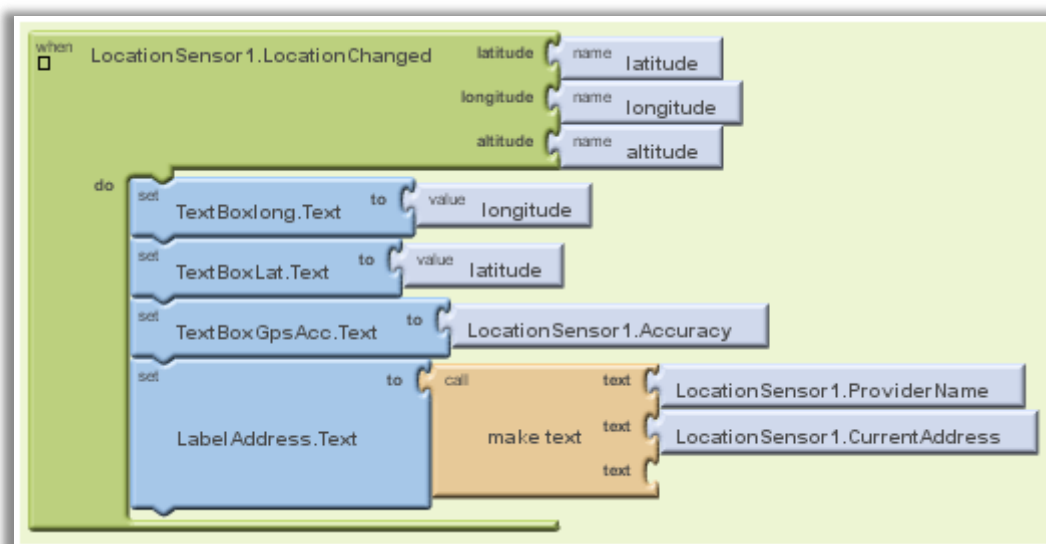 when LocationSensor1.LocationChanged latitude name latitude
longitude name longitude
altitude name altitude
do set TextBoxlong.Text to value longitude
set TextBoxLat.Text to value latitude
set TextBoxGpsAcc.Text to LocationSensor1.Accuracy
set to call text LocationSensor1.ProviderName
LabelAddress.Text make text text LocationSensor1.CurrentAddress
text